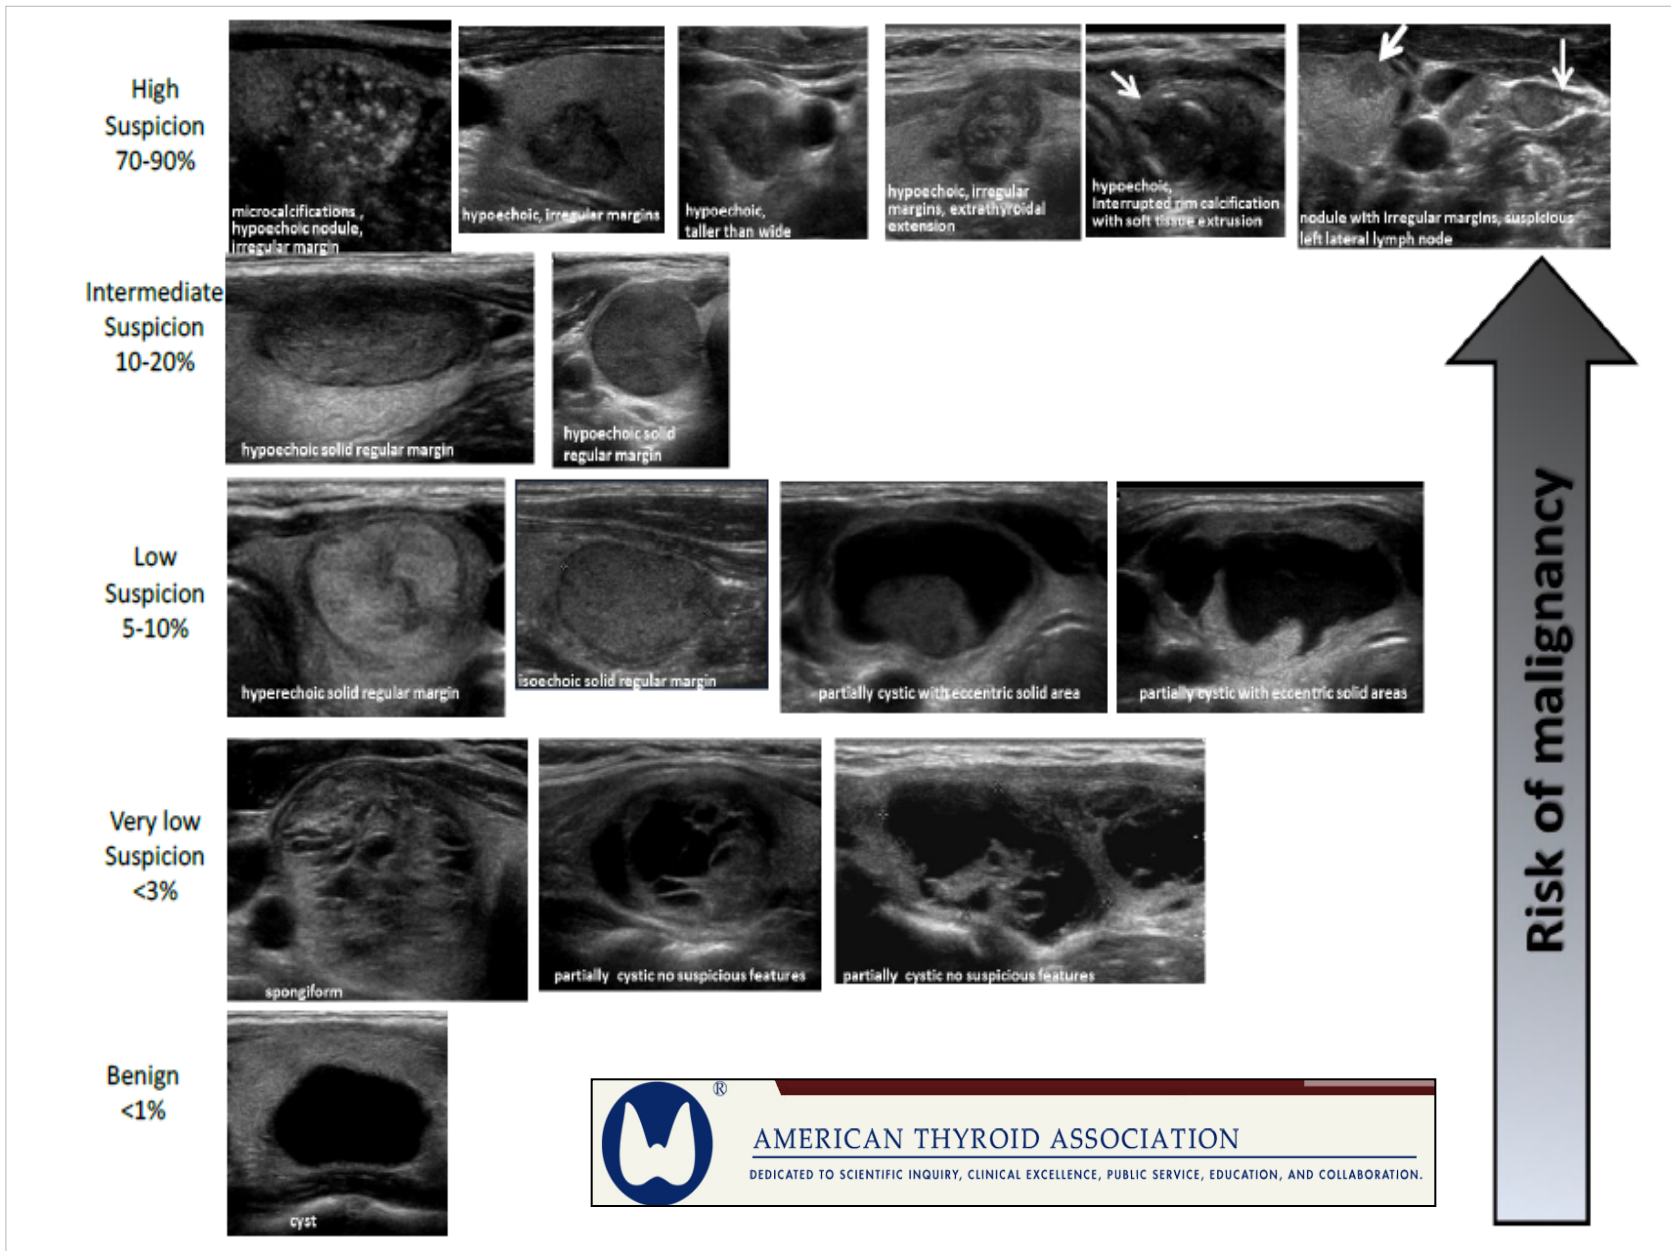 High
Suspicion
70-90%
microcalcifications ,
hypoechoic nodule,
irregular margin
hypoechoic, irregular margins
hypoechoic,
taller than wide
hypoechoic, irregular
margins, extrathyroidal
extension
hypoechoic,
Interrupted rim calcification
with soft tissue extrusion
nodule with irregular margins, suspicious
left lateral lymph node
Intermediate
Suspicion
10-20%
hypoechoic solid regular margin
hypoechoic solid
regular margin
Low
Suspicion
5-10%
hyperechoic solid regular margin
isoechoic solid regular margin
partially cystic with eccentric solid area
partially cystic with eccentric solid areas
Very low
Suspicion
<3%
spongiform
partially cystic no suspicious features
partially cystic no suspicious features
Benign
<1%
cyst
Risk of malignancy
®
AMERICAN THYROID ASSOCIATION
DEDICATED TO SCIENTIFIC INQUIRY, CLINICAL EXCELLENCE, PUBLIC SERVICE, EDUCATION, AND COLLABORATION.